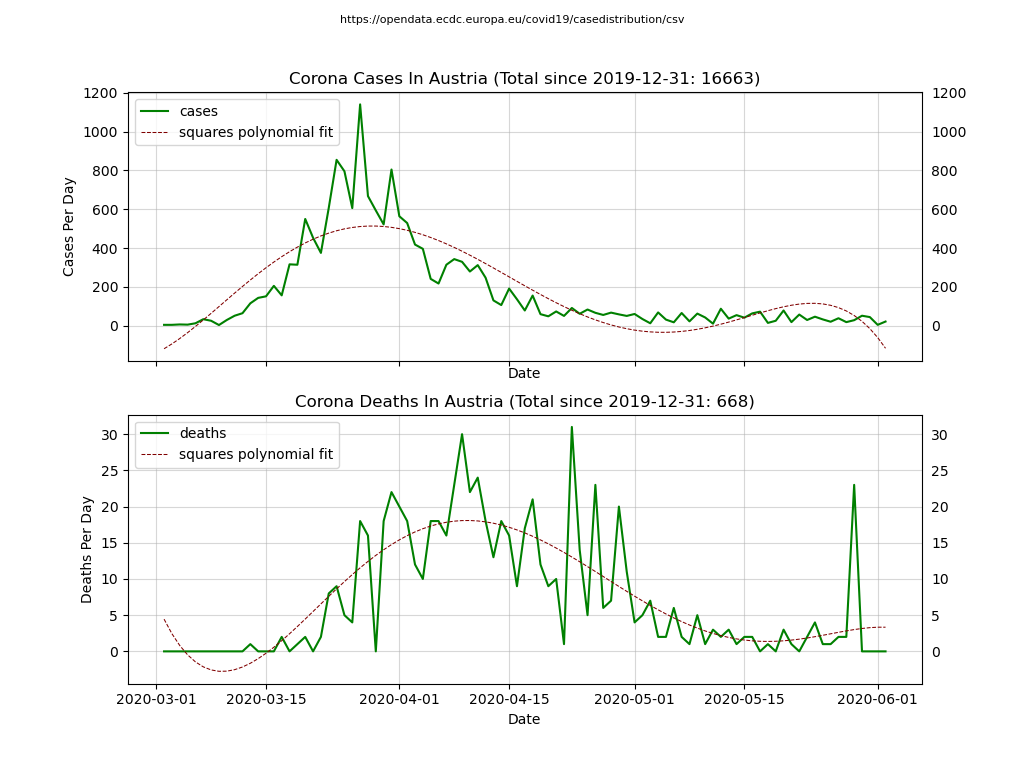 https://opendata.ecdc.europa.eu/covid19/casedistribution/csv
Corona Cases In Austria (Total since 2019-12-31: 16663)
cases
squares polynomial fit
1200
1000
800
600
400
200
0
Cases Per Day
1200
1000
800
600
400
200
0
Date
Corona Deaths In Austria (Total since 2019-12-31: 668)
deaths
squares polynomial fit
30
25
20
15
10
5
0
Deaths Per Day
30
25
20
15
10
5
0
2020-03-01 2020-03-15 2020-04-01 2020-04-15 2020-05-01 2020-05-15 2020-06-01
Date